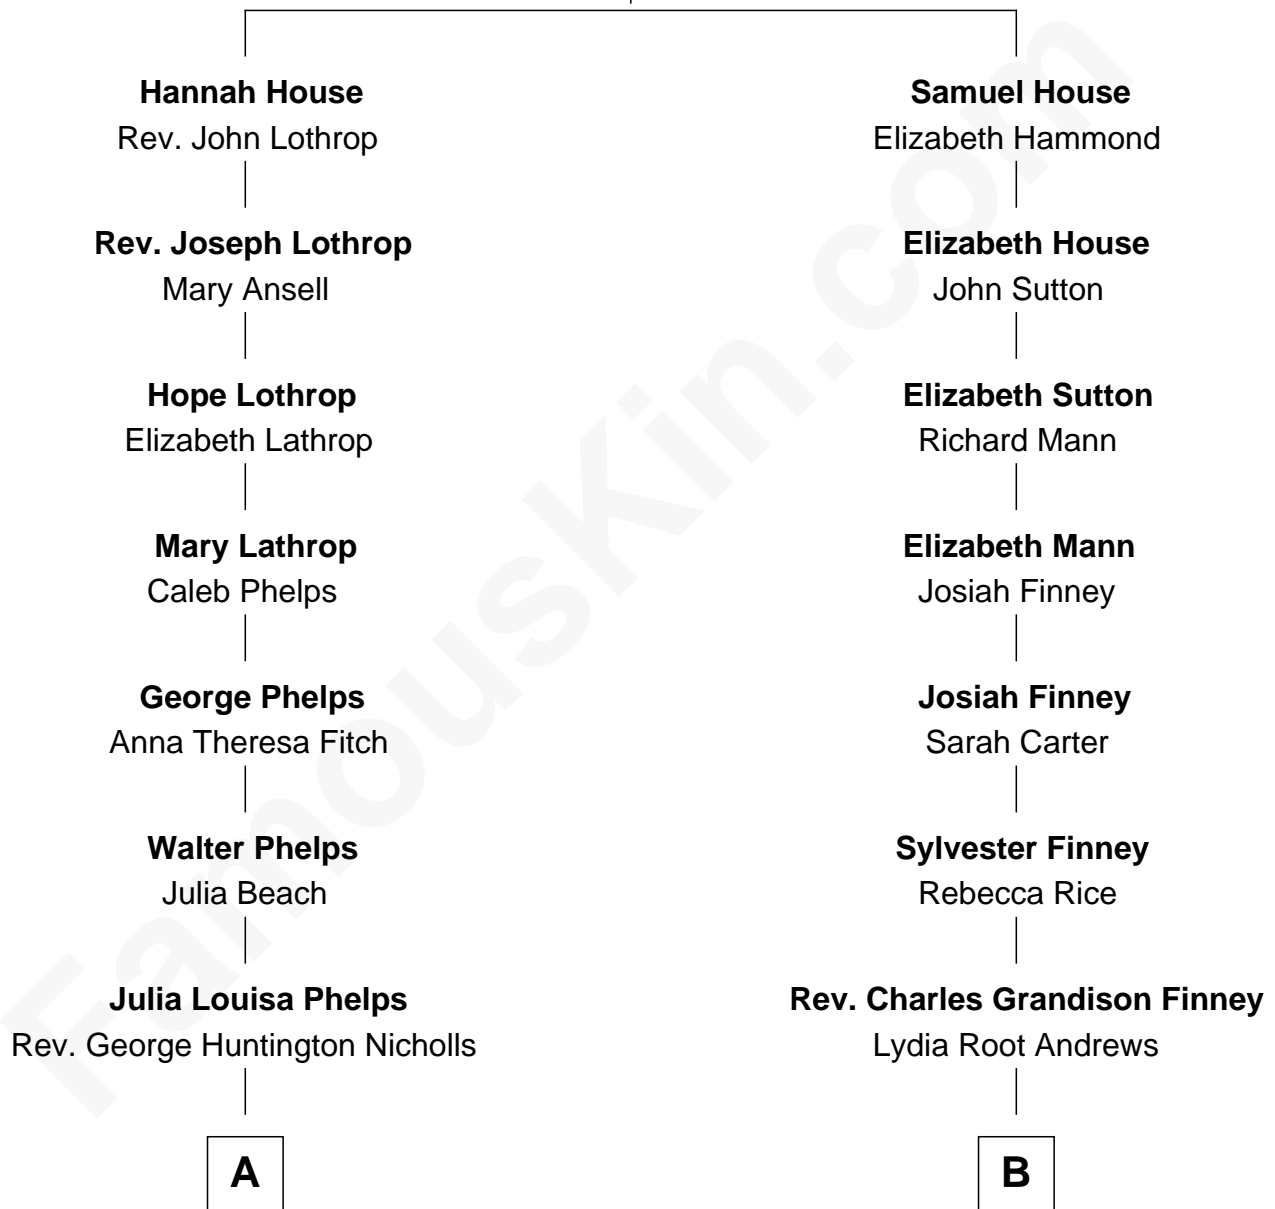 Hannah House
Rev. John Lothrop
Rev. Joseph Lothrop
Mary Ansell
Hope Lothrop
Elizabeth Lathrop
Mary Lathrop
Caleb Phelps
George Phelps
Anna Theresa Fitch
Walter Phelps
Julia Beach
Julia Louisa Phelps
Rev. George Huntington Nicholls
A
Samuel House
Elizabeth Hammond
Elizabeth House
John Sutton
Elizabeth Sutton
Richard Mann
Elizabeth Mann
Josiah Finney
Josiah Finney
Sarah Carter
Sylvester Finney
Rebecca Rice
Rev. Charles Grandison Finney
Lydia Root Andrews
B
FamousKin.com